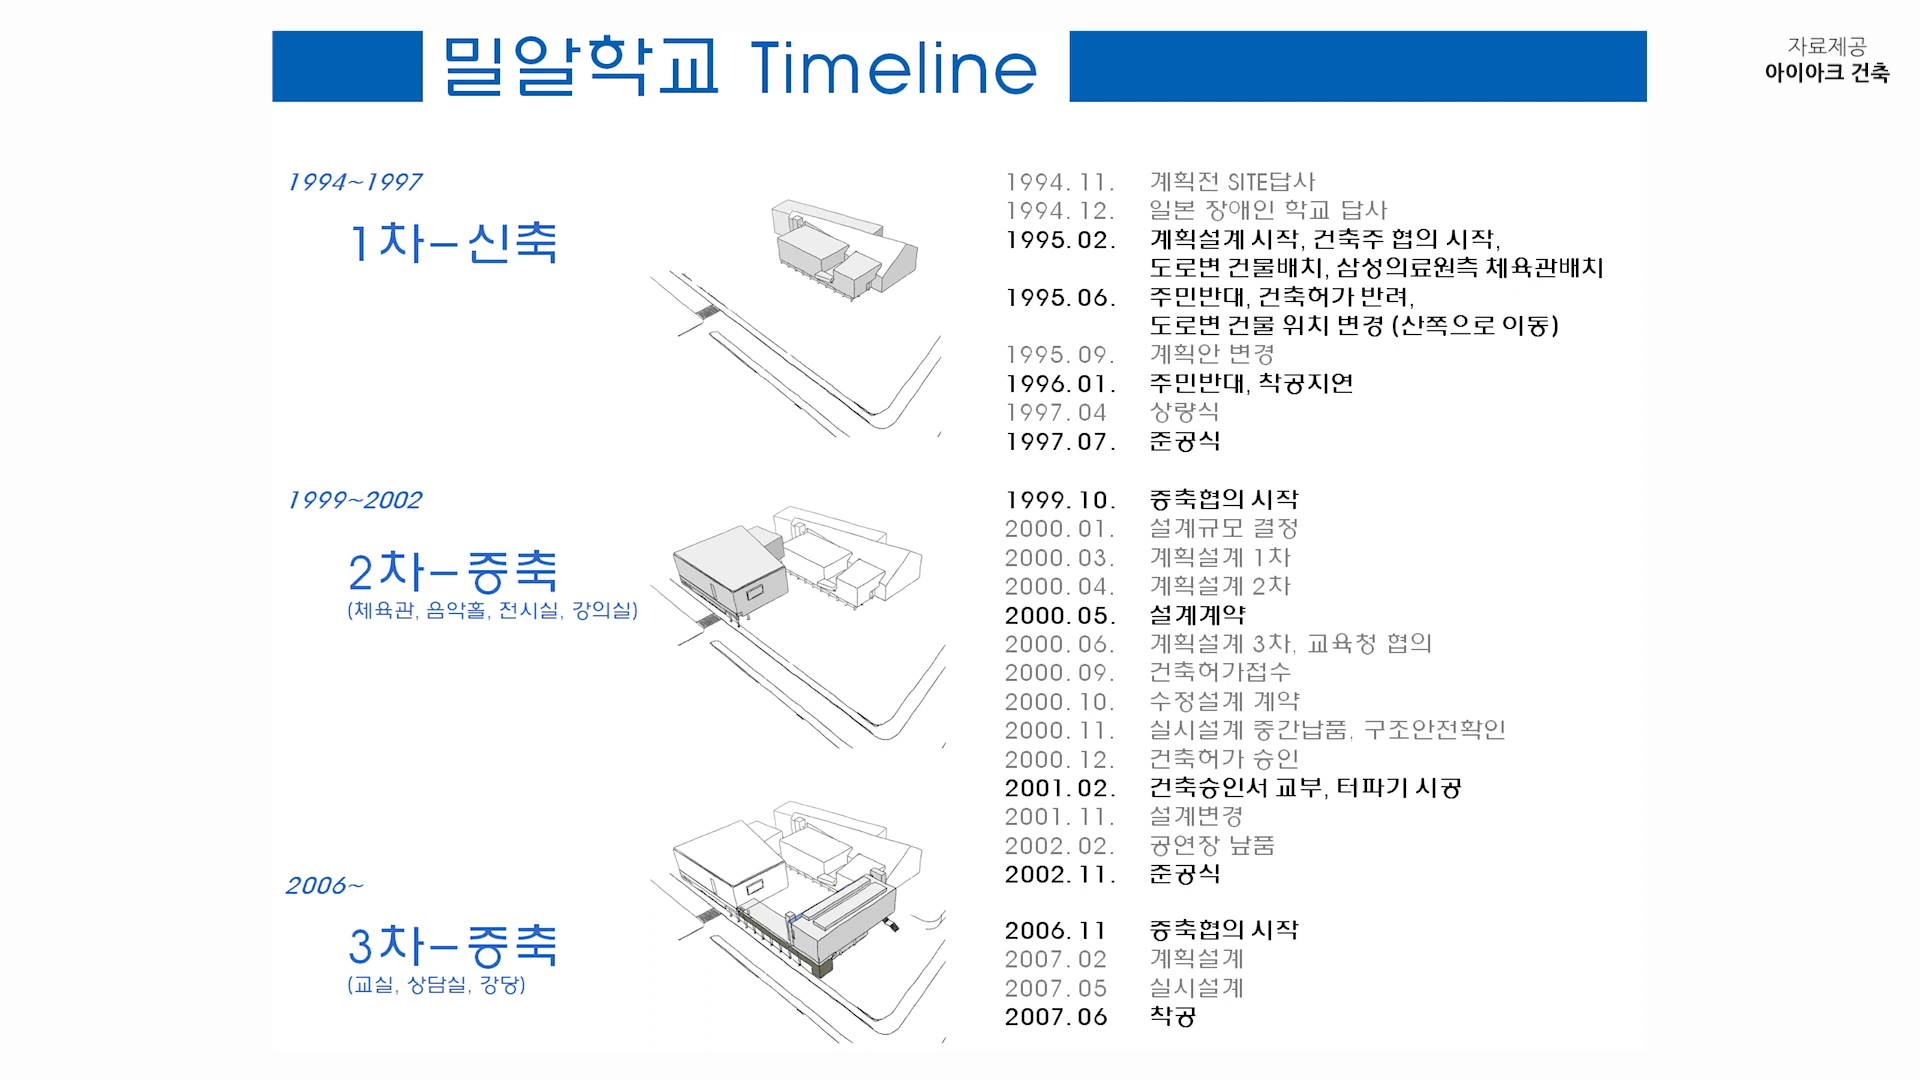 밀알학교 Timeline
자료제공
아이아크 건축
1994~1997
1차-신축
1994. 11. 계획전 SITE답사
1994. 12. 일본 장애인 학교 답사
1995. 02. 계획설계 시작, 건축주 협의 시작,
도로변 건물배치, 삼성의료원측 체육관배치
1995. 06. 주민반대, 건축허가 반려,
도로변 건물 위치 변경 (산쪽으로 이동)
1995. 09. 계획안 변경
1996. 01. 주민반대, 착공지연
1997. 04 상량식
1997. 07. 준공식
1999~2002
2차-증축
(체육관, 음악홀, 전시실, 강의실)
1999. 10. 증축협의 시작
2000. 01. 설계규모 결정
2000. 03. 계획설계 1차
2000. 04. 계획설계 2차
2000. 05. 설계계약
2000. 06. 계획설계 3차, 교육청 협의
2000. 09. 건축허가접수
2000. 10. 수정설계 계약
2000. 11. 실시설계 중간납품, 구조안전확인
2000. 12. 건축허가 승인
2001. 02. 건축승인서 교부, 터파기 시공
2001. 11. 설계변경
2002. 02. 공연장 납품
2002. 11. 준공식
2006~
3차-증축
(교실, 상담실, 강당)
2006. 11 증축협의 시작
2007. 02 계획설계
2007. 05 실시설계
2007. 06 착공